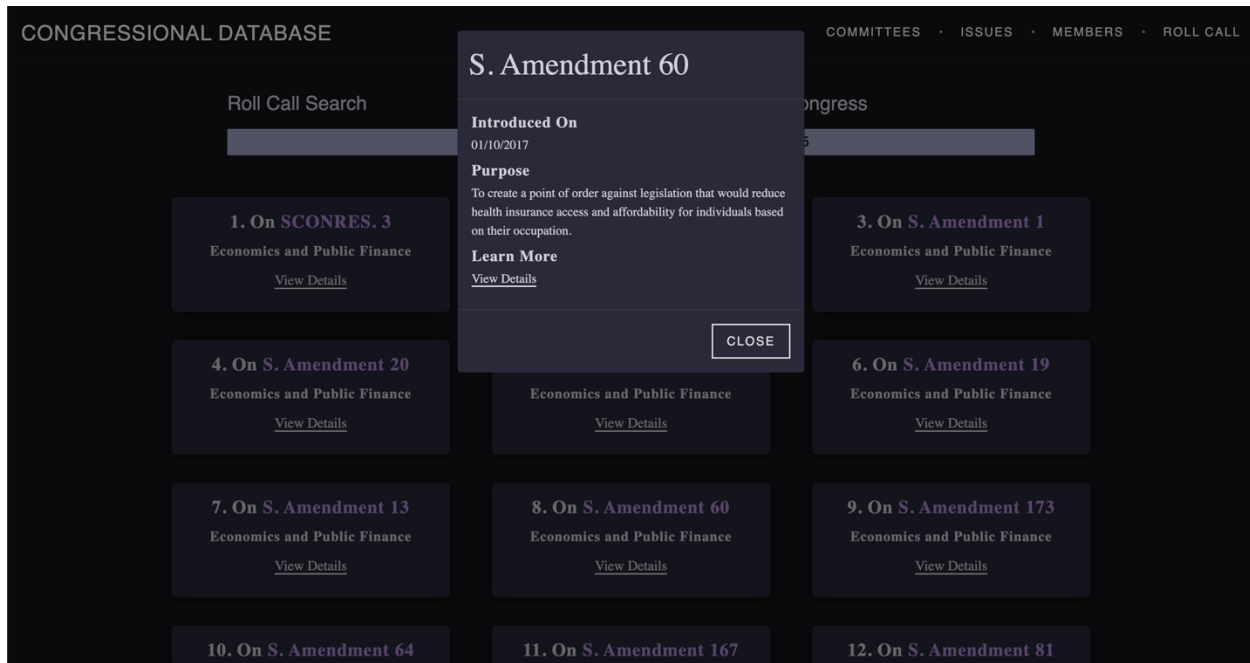 CONGRESSIONAL DATABASE
COMMITTEES • ISSUES • MEMBERS • ROLL CALL
S. Amendment 60
Introduced On
01/10/2017
Purpose
To create a point of order against legislation that would reduce
health insurance access and affordability for individuals based
on their occupation.
Learn More
View Details
CLOSE
Roll Call Search
ongress
5
1. On SCONRES. 3
Economics and Public Finance
View Details
3. On S. Amendment 1
Economics and Public Finance
View Details
4. On S. Amendment 20
Economics and Public Finance
View Details
Economics and Public Finance
View Details
6. On S. Amendment 19
Economics and Public Finance
View Details
7. On S. Amendment 13
Economics and Public Finance
View Details
8. On S. Amendment 60
Economics and Public Finance
View Details
9. On S. Amendment 173
Economics and Public Finance
View Details
10. On S. Amendment 64
11. On S. Amendment 167
12. On S. Amendment 81